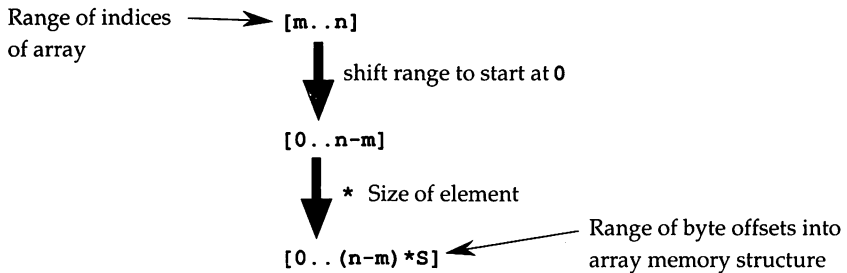 Range of indices
of array
[m..n]
shift range to start at 0
[0..n-m]
* Size of element
[0..(n-m)*S]
Range of byte offsets into
array memory structure